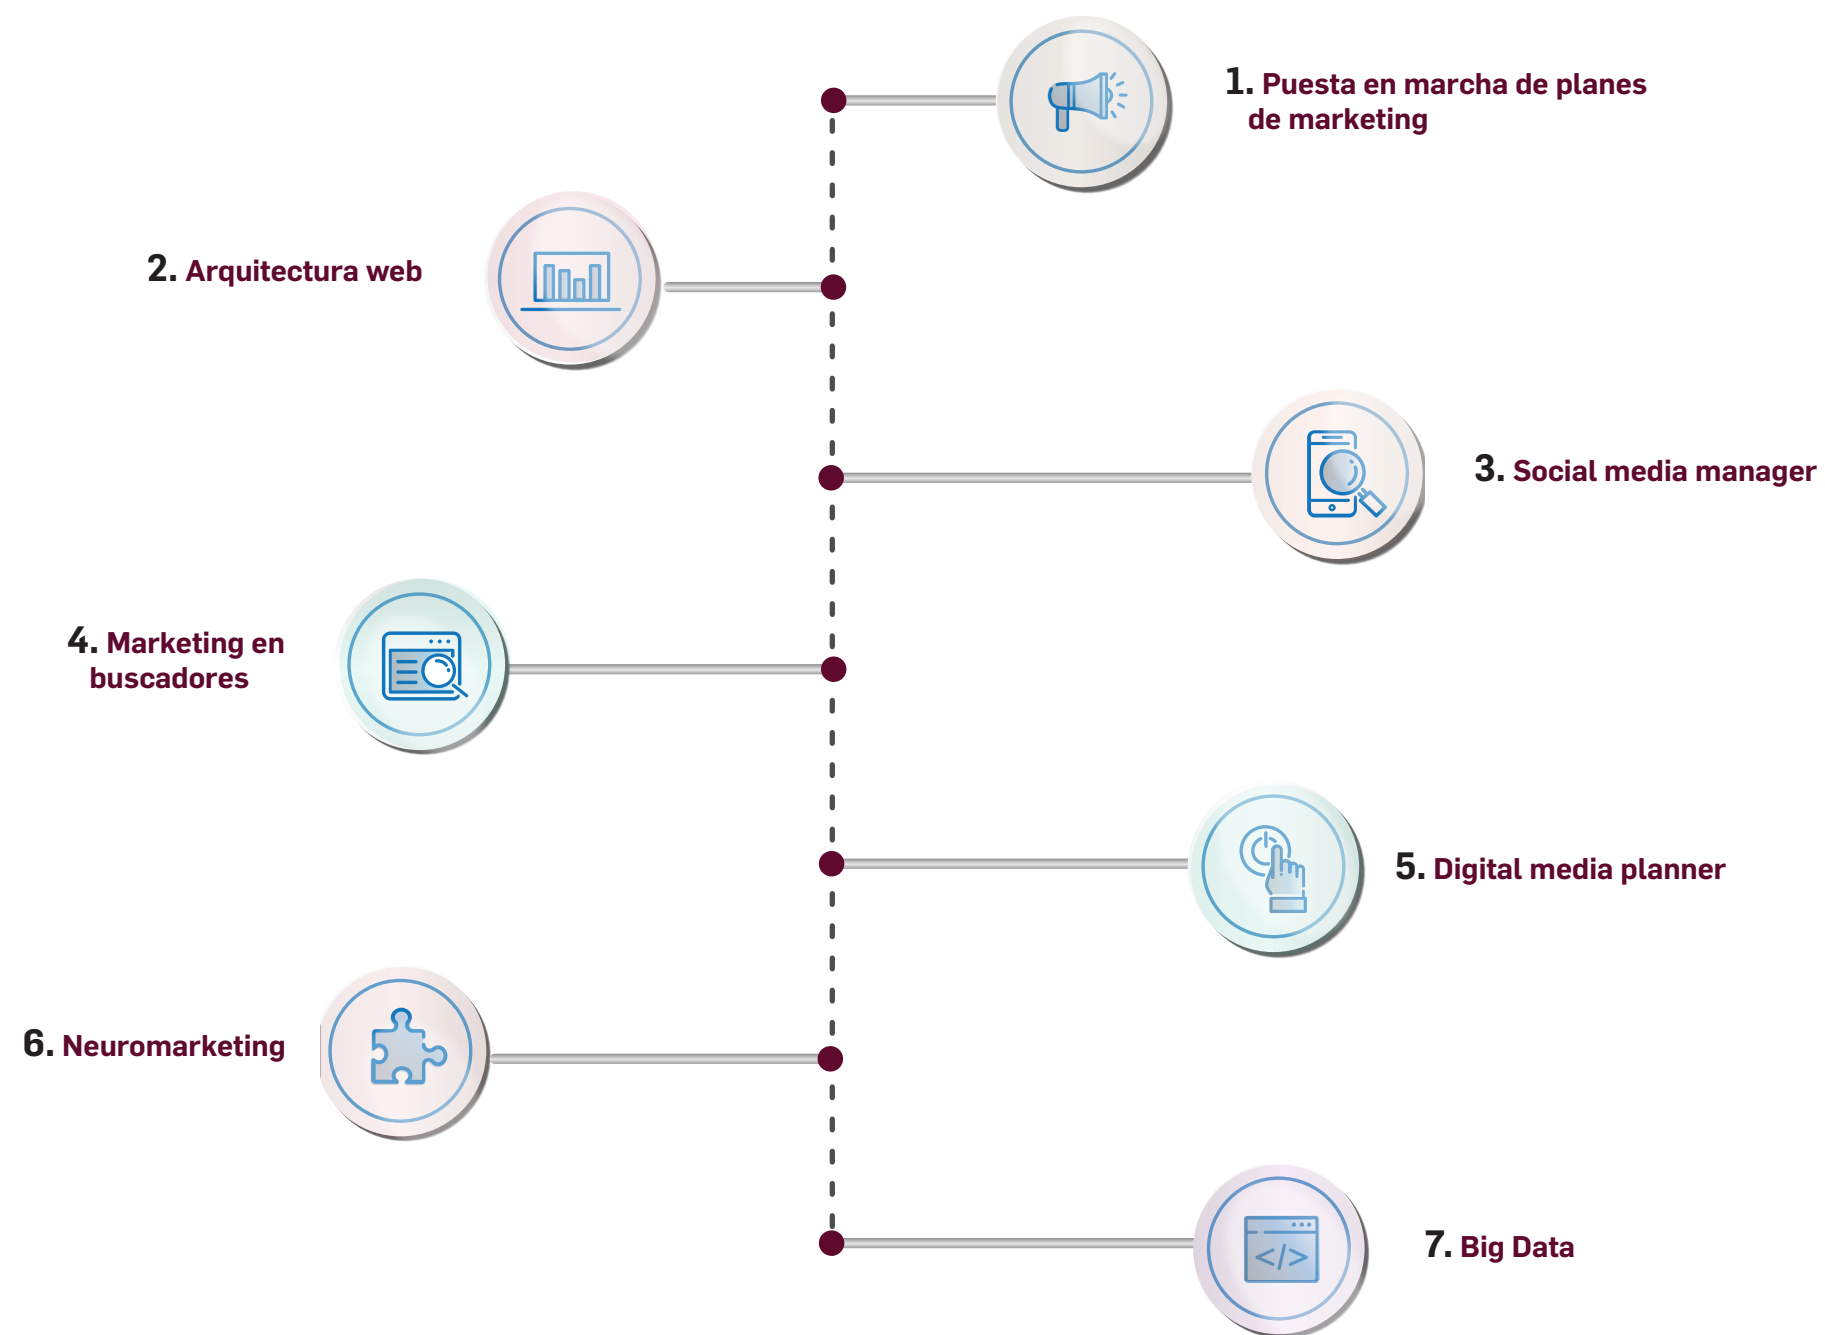 1. Puesta en marcha de planes
de marketing
2. Arquitectura web
3. Social media manager
4. Marketing en
buscadores
5. Digital media planner
6. Neuromarketing
</>
7. Big Data